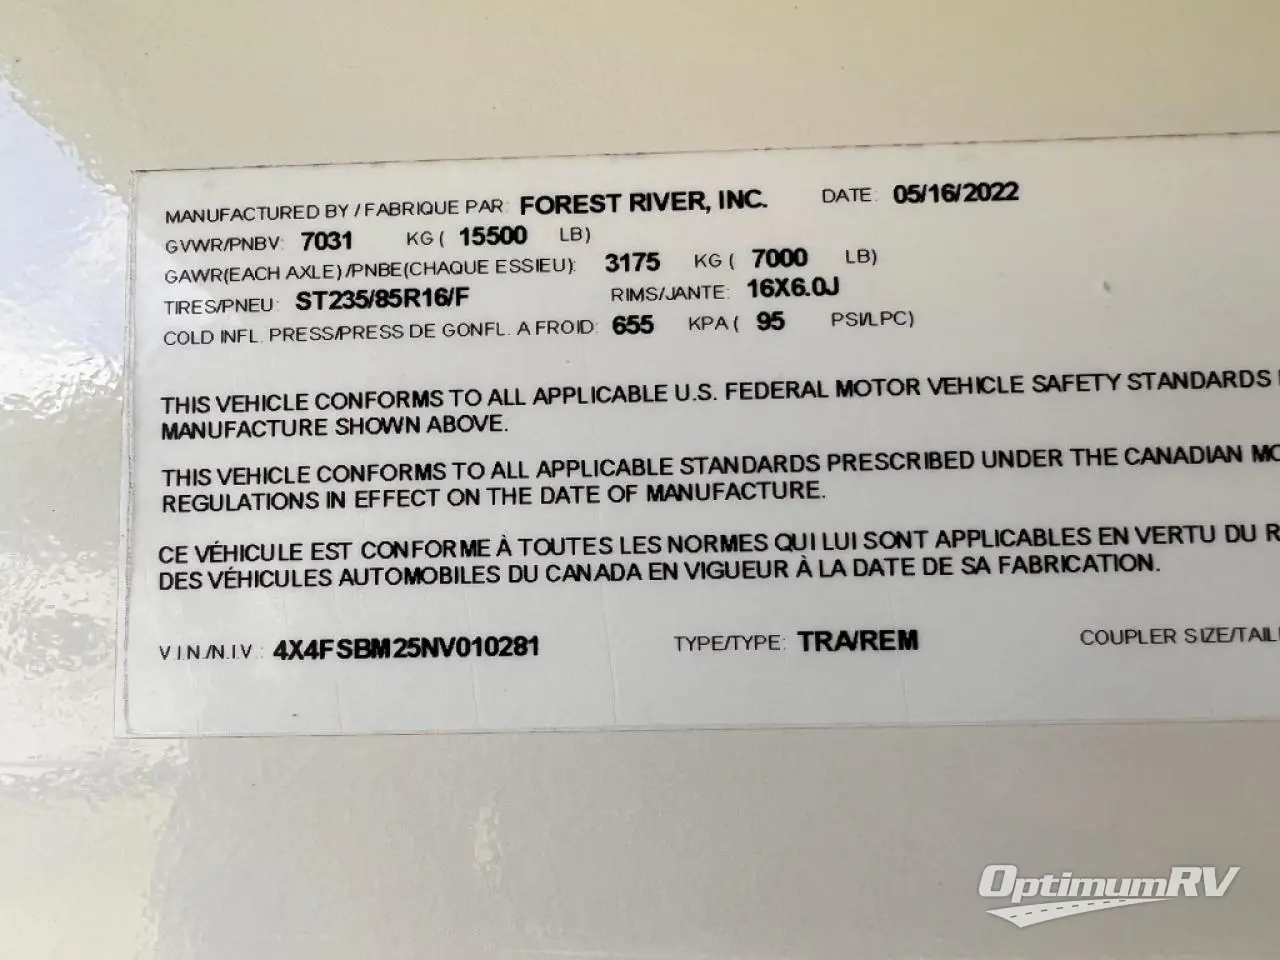 MANUFACTURED BY / FABRIQUE PAR: FOREST RIVER, INC. DATE: 05/16/2022
GVWR/PNBV: 7031 KG ( 15500 LB)
GAWR(EACH AXLE)/PNBE(CHAQUE ESSIEU): 3175 KG ( 7000 LB)
TIRES/PNEU: ST235/85R16/F RIMS/JANTE: 16X6.0J
COLD INFL. PRESS/PRESS DE GONFL. A FROID: 655 KPA ( 95 PSI/LPC)
THIS VEHICLE CONFORMS TO ALL APPLICABLE U.S. FEDERAL MOTOR VEHICLE SAFETY STANDARDS
MANUFACTURE SHOWN ABOVE.
THIS VEHICLE CONFORMS TO ALL APPLICABLE STANDARDS PRESCRIBED UNDER THE CANADIAN MO
REGULATIONS IN EFFECT ON THE DATE OF MANUFACTURE.
CE VÉHICULE EST CONFORME À TOUTES LES NORMES QUI LUI SONT APPLICABLES EN VERTU DU R
DES VÉHICULES AUTOMOBILES DU CANADA EN VIGUEUR À LA DATE DE SA FABRICATION.
V.I.N./N.I.V.: 4X4FSBM25NV010281 TYPE/TYPE: TRA/REM COUPLER SIZE/TAIL
OptimumRV